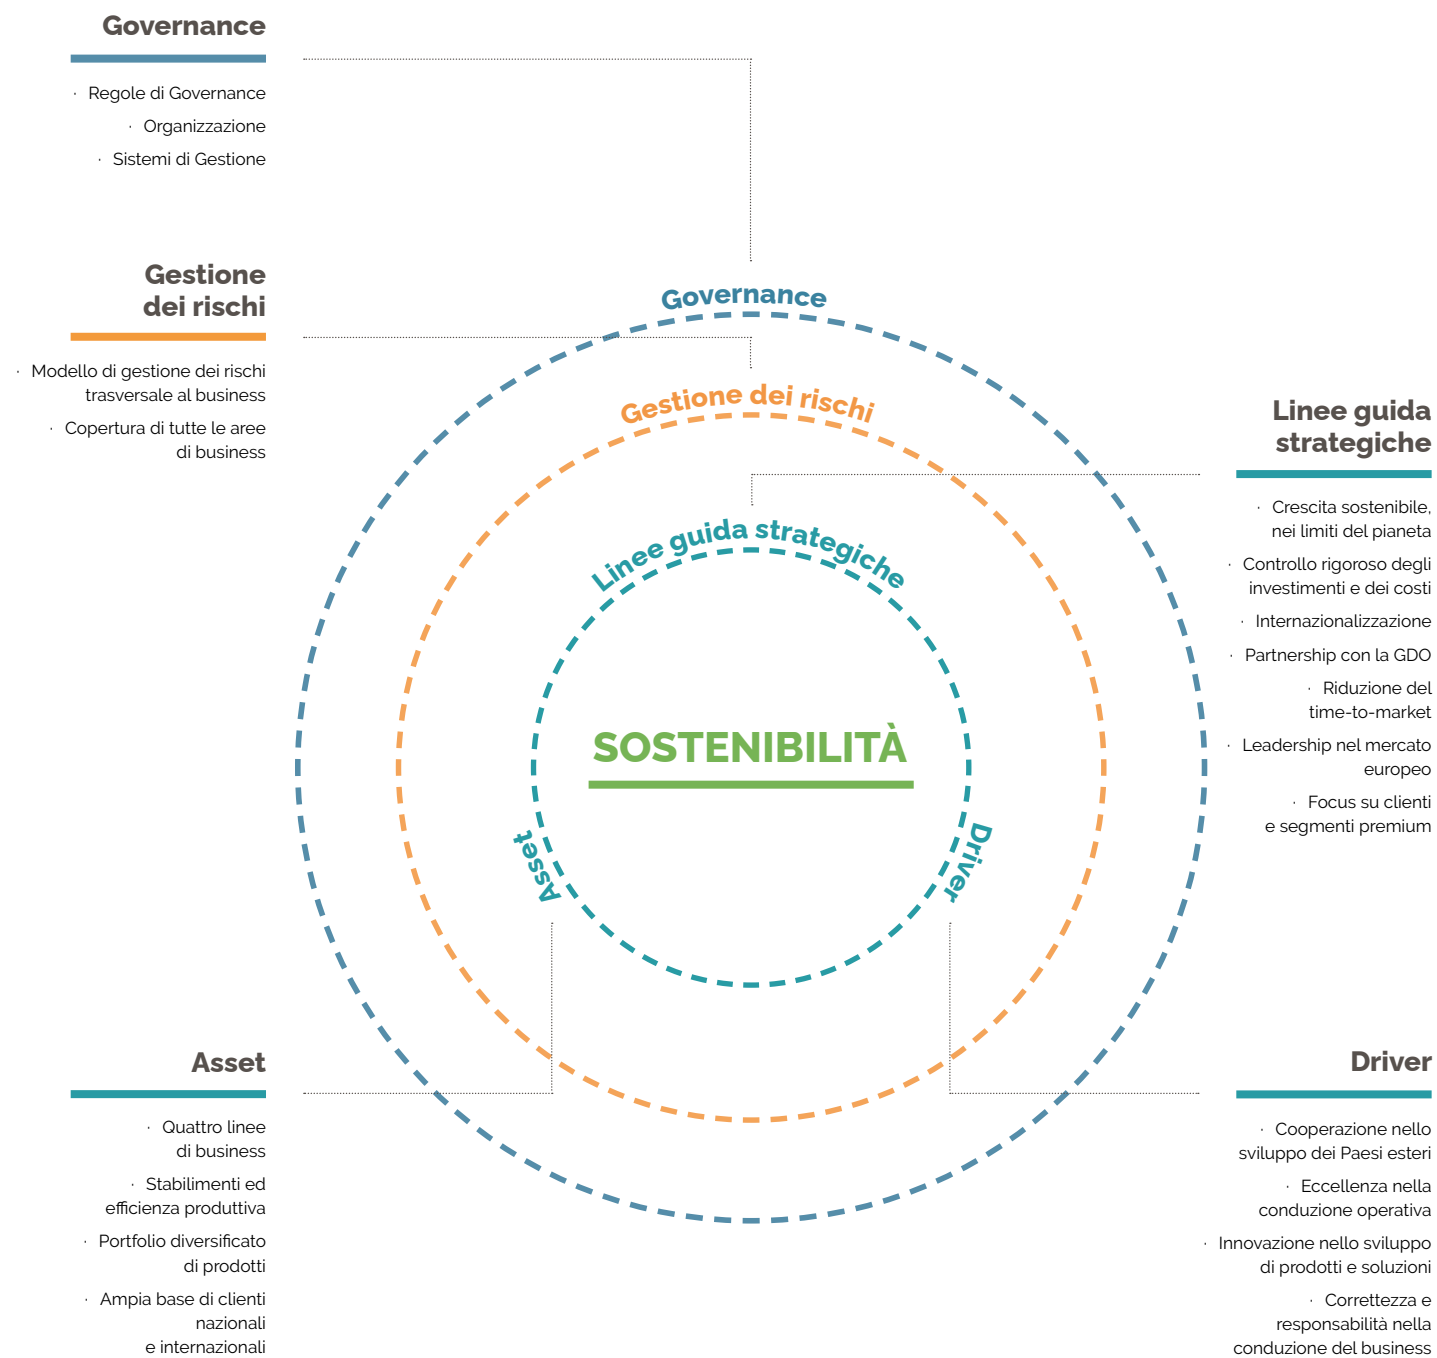 Governance
· Regole di Governance
· Organizzazione
· Sistemi di Gestione
Gestione
dei rischi
· Modello di gestione dei rischi
trasversale al business
· Copertura di tutte le aree
di business
Governance
Gestione dei rischi
Linee guida strategiche
SOSTENIBILITÀ
Asset
Driver
Linee guida
strategiche
· Crescita sostenibile,
nei limiti del pianeta
· Controllo rigoroso degli
investimenti e dei costi
· Internazionalizzazione
· Partnership con la GDO
· Riduzione del
time-to-market
· Leadership nel mercato
europeo
· Focus su clienti
e segmenti premium
Asset
· Quattro linee
di business
· Stabilimenti ed
efficienza produttiva
· Portfolio diversificato
di prodotti
· Ampia base di clienti
nazionali
e internazionali
Driver
· Cooperazione nello
sviluppo dei Paesi esteri
· Eccellenza nella
conduzione operativa
· Innovazione nello sviluppo
di prodotti e soluzioni
· Correttezza e
responsabilità nella
conduzione del business